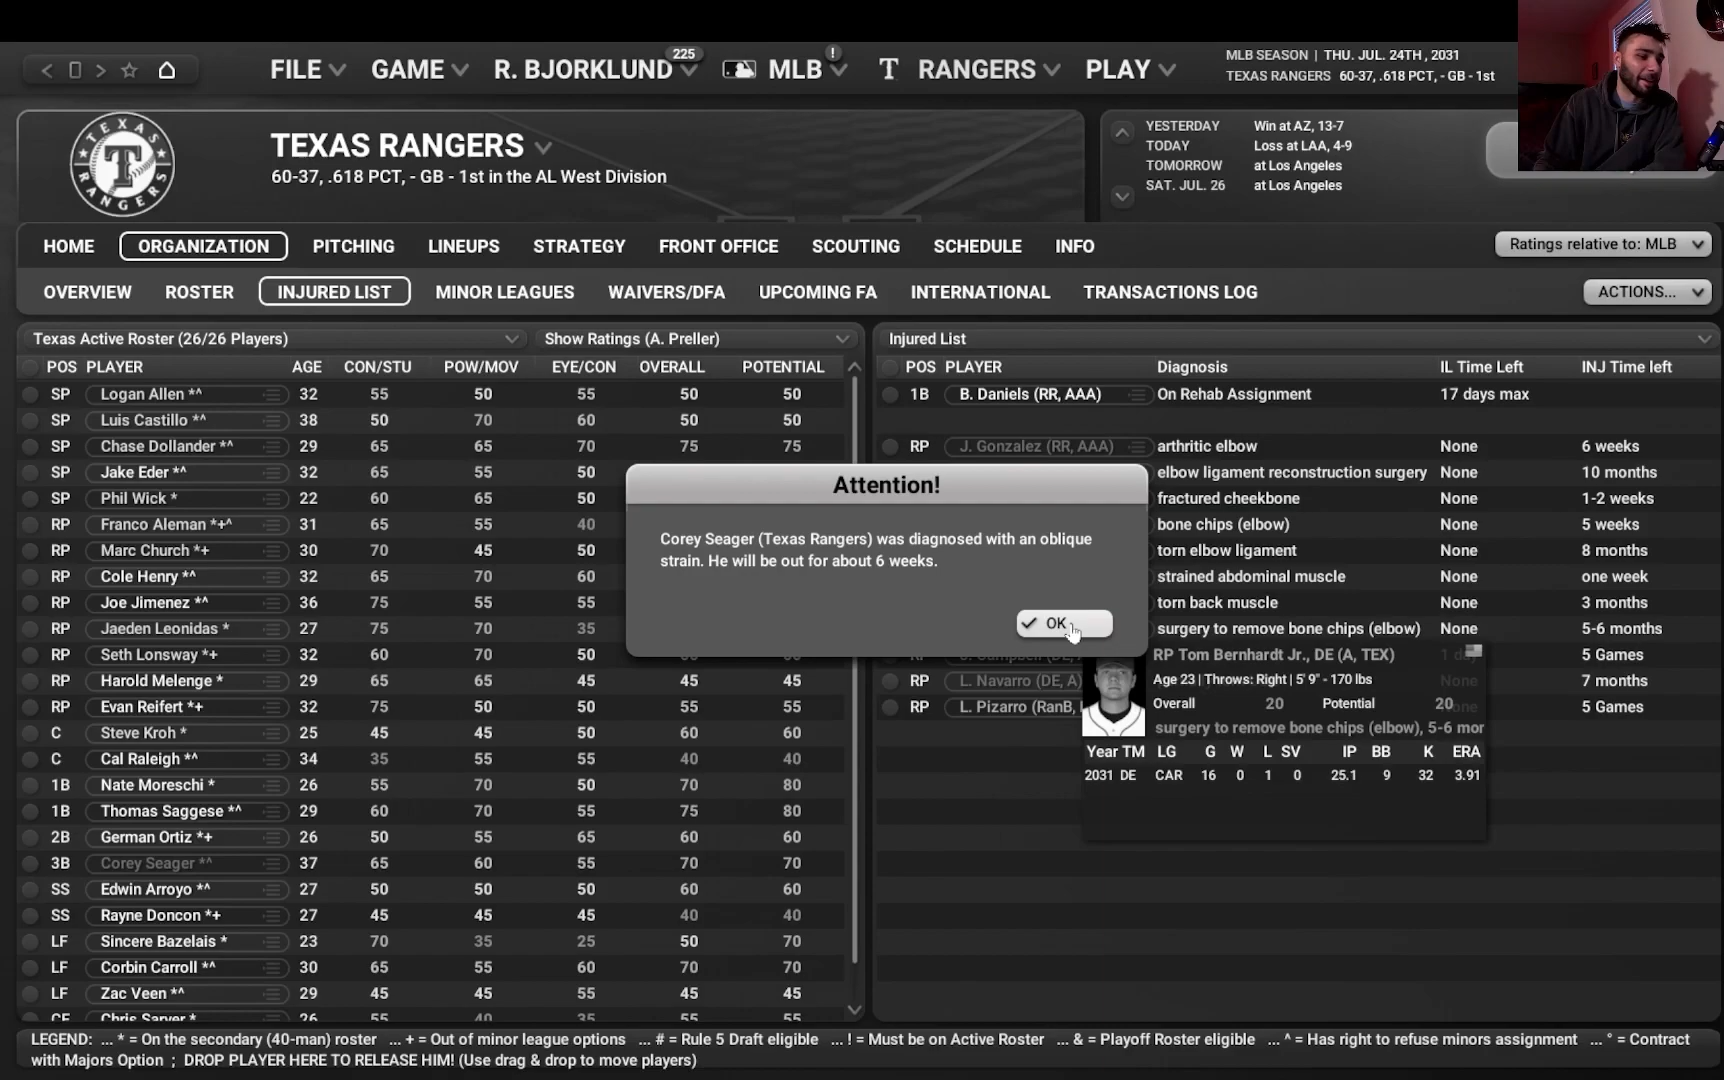 FILE GAME R. BJORKLUND 225 MLB ! T RANGERS PLAY
MLB SEASON | THU. JUL. 24TH, 2031
TEXAS RANGERS 60-37, .618 PCT, - GB - 1st
TEXAS RANGERS
TEXAS RANGERS
60-37, .618 PCT, - GB - 1st in the AL West Division
YESTERDAY Win at AZ, 13-7
TODAY Loss at LAA, 4-9
TOMORROW at Los Angeles
SAT. JUL. 26 at Los Angeles
HOME ORGANIZATION PITCHING LINEUPS STRATEGY FRONT OFFICE SCOUTING SCHEDULE INFO
Ratings relative to: MLB
OVERVIEW ROSTER INJURED LIST MINOR LEAGUES WAIVERS/DFA UPCOMING FA INTERNATIONAL TRANSACTIONS LOG
ACTIONS...
Texas Active Roster (26/26 Players) Show Ratings (A. Preller)
POS PLAYER AGE CON/STU POW/MOV EYE/CON OVERALL POTENTIAL
SP Logan Allen *^ 32 55 50 55 50 50
SP Luis Castillo *^ 38 50 70 60 50 50
SP Chase Dollander *^ 29 65 65 70 75 75
SP Jake Eder *^ 32 65 55 50
SP Phil Wick * 22 60 65 50
RP Franco Aleman *+^ 31 65 55 40
RP Marc Church *+ 30 70 45 50
RP Cole Henry *^ 32 65 70 60
RP Joe Jimenez *^ 36 75 55 55
RP Jaeden Leonidas * 27 75 70 35
RP Seth Lonsway *+ 32 60 70 50
RP Harold Melenge * 29 65 65 45 45 45
RP Evan Reifert *+ 32 75 50 50 55 55
C Steve Kroh * 25 45 45 50 60 60
C Cal Raleigh *^ 34 35 55 55 40 40
1B Nate Moreschi * 26 55 70 50 70 80
1B Thomas Saggese *^ 29 60 70 55 75 80
2B German Ortiz *+ 26 50 55 65 60 60
3B Corey Seager *^ 37 65 60 55 70 70
SS Edwin Arroyo *^ 27 50 50 50 60 60
SS Rayne Doncon *+ 27 45 45 45 40 40
LF Sincere Bazelais * 23 70 35 25 50 70
LF Corbin Carroll *^ 30 65 55 60 70 70
LF Zac Veen *^ 29 45 45 55 45 45
CF Chris Sarver * 26 55 40 35 55 55
Injured List
POS PLAYER Diagnosis IL Time Left INJ Time left
1B B. Daniels (RR, AAA) On Rehab Assignment 17 days max
RP J. Gonzalez (RR, AAA) arthritic elbow None 6 weeks
elbow ligament reconstruction surgery None 10 months
fractured cheekbone None 1-2 weeks
bone chips (elbow) None 5 weeks
torn elbow ligament None 8 months
strained abdominal muscle None one week
torn back muscle None 3 months
surgery to remove bone chips (elbow) None 5-6 months
5 Games
RP L. Navarro (DE, A) None 7 months
RP L. Pizarro (RanB, 5 Games
Attention!
Corey Seager (Texas Rangers) was diagnosed with an oblique
strain. He will be out for about 6 weeks.
OK
RP Tom Bernhardt Jr., DE (A, TEX)
Age 23 | Throws: Right | 5' 9" - 170 lbs
Overall 20 Potential 20
surgery to remove bone chips (elbow), 5-6 mor
Year TM LG G W L SV IP BB K ERA
2031 DE CAR 16 0 1 0 25.1 9 32 3.91
LEGEND: ... * = On the secondary (40-man) roster ... + = Out of minor league options ... # = Rule 5 Draft eligible ... ! = Must be on Active Roster ... & = Playoff Roster eligible ... ^ = Has right to refuse minors assignment ... ° = Contract
with Majors Option ; DROP PLAYER HERE TO RELEASE HIM! (Use drag & drop to move players)